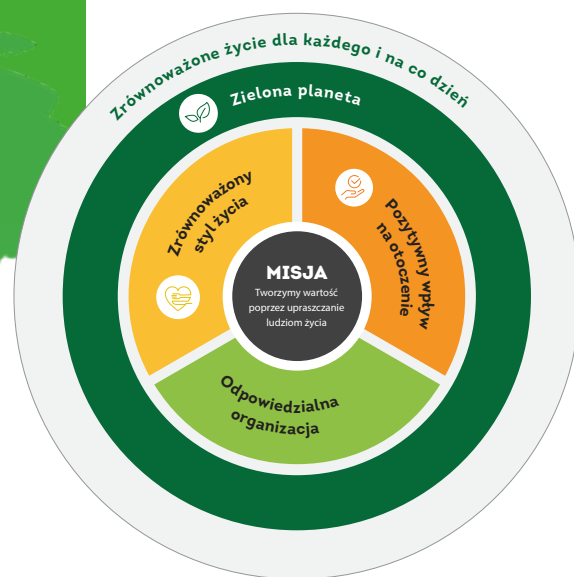 Zrównoważone życie dla każdego i na co dzień
Zielona planeta
Zrównoważony
styl życia
Pozytywny wpływ
na otoczenie
MISJA
Tworzymy wartość
poprzez upraszczanie
ludziom życia
Odpowiedzialna
organizacja